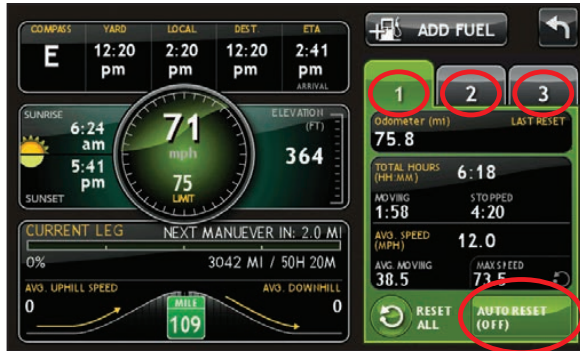 COMPASS YARD LOCAL DEST. ETA
E 12:20 pm 2:20 pm 12:20 pm 2:41 pm
ARRIVAL
ADD FUEL
SUNRISE
6:24 am
5:41 pm
SUNSET
71
mph
75
LIMIT
ELEVATION (FT)
364
CURRENT LEG NEXT MANUEVER IN: 2.0 MI
0% 3042 MI / 50H 20M
AVG. UPHILL SPEED AVG. DOWNHILL
0 0
MILE
109
1 2 3
Odometer (mi) LAST RESET
75.8
TOTAL HOURS (HH:MM) 6:18
MOVING STOPPED
1:58 4:20
AVG. SPEED (MPH) 12.0
AVG. MOVING MAX SPEED
38.5 73.5
RESET ALL
AUTO RESET (OFF)